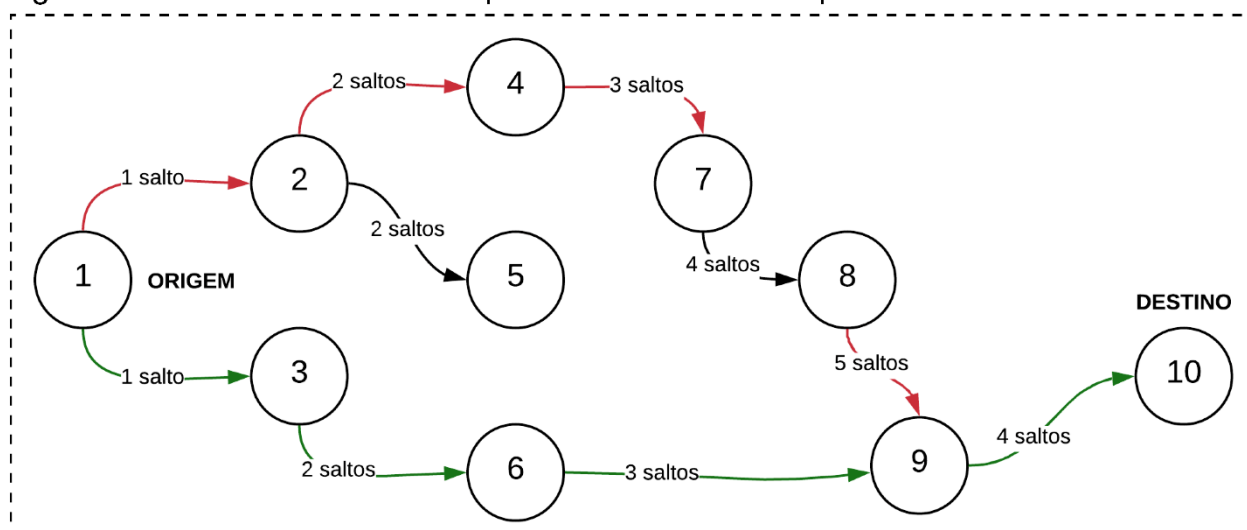 4
2 saltos
3 saltos
2
7
1 salto
2 saltos
1
ORIGEM
5
4 saltos
8
DESTINO
10
1 salto
3
5 saltos
4 saltos
2 saltos
6
3 saltos
9